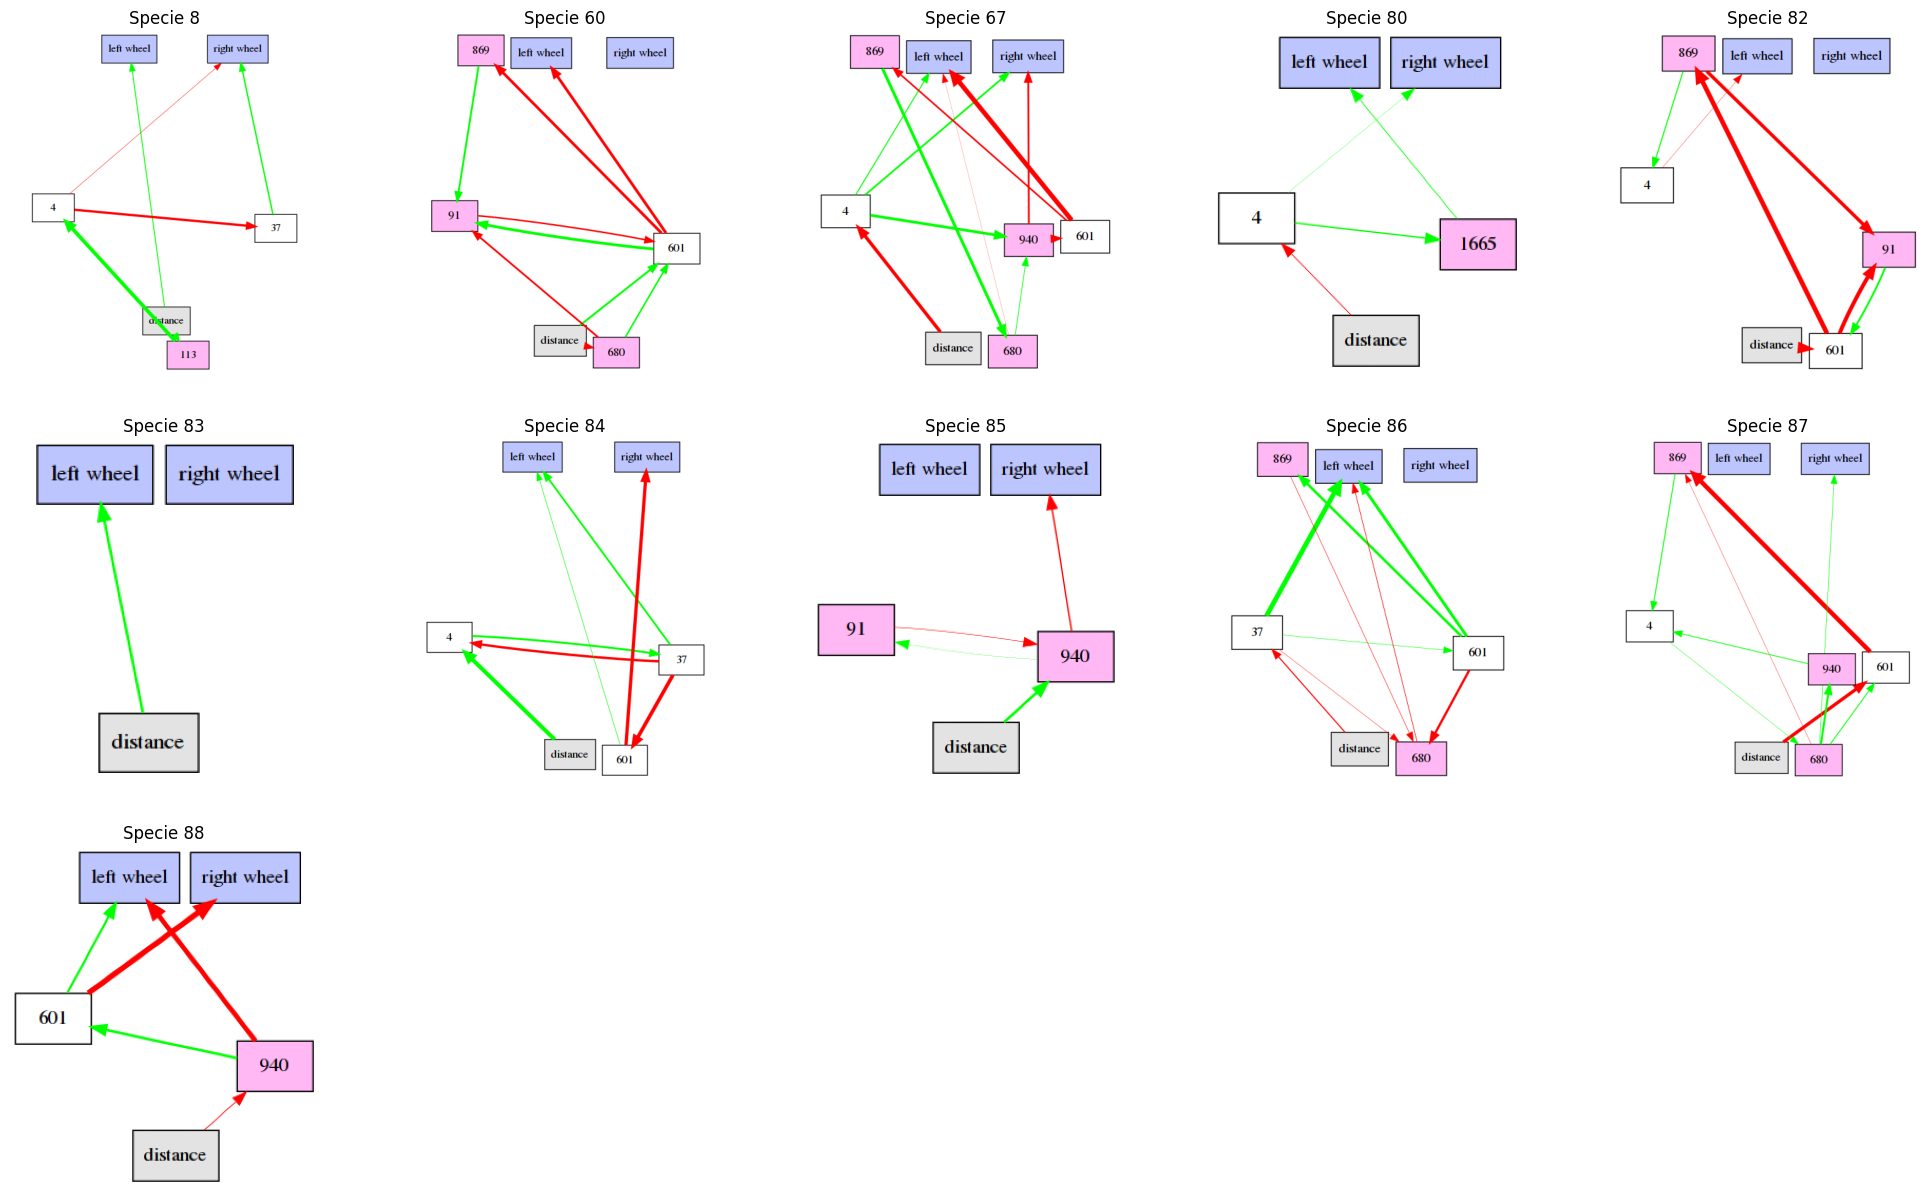 Specie 8
left wheel
right wheel
4
37
distance
113
Specie 60
869
left wheel
right wheel
91
601
distance
680
Specie 67
869
left wheel
right wheel
4
940
601
distance
680
Specie 80
left wheel
right wheel
4
1665
distance
Specie 82
869
left wheel
right wheel
4
91
distance
601
Specie 83
left wheel
right wheel
distance
Specie 84
left wheel
right wheel
4
37
distance
601
Specie 85
left wheel
right wheel
91
940
distance
Specie 86
869
left wheel
right wheel
37
601
distance
680
Specie 87
869
left wheel
right wheel
4
940
601
distance
680
Specie 88
left wheel
right wheel
601
940
distance